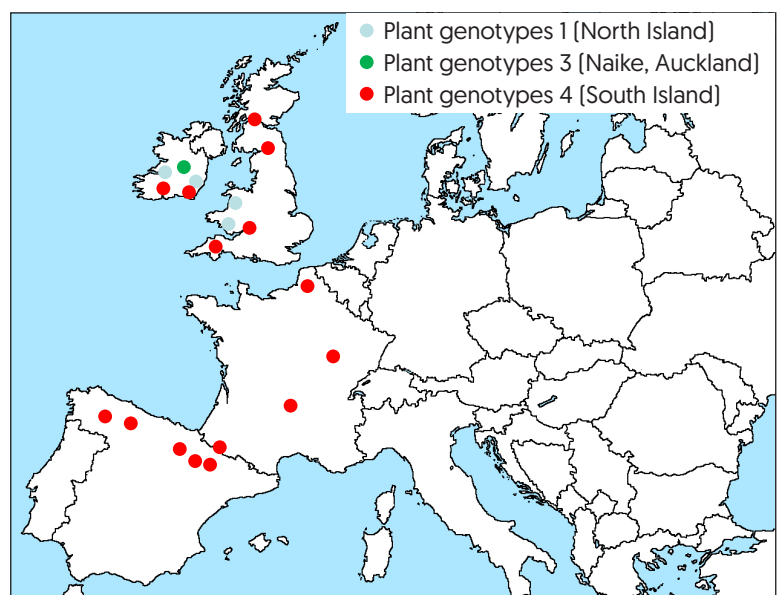 Plant genotypes 1 (North Island)
Plant genotypes 3 (Naike, Auckland)
Plant genotypes 4 (South Island)